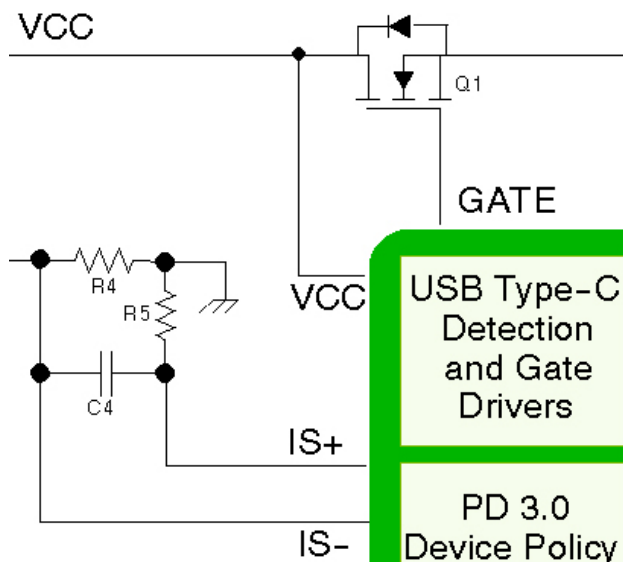 VCC
Q1
GATE
R4
VCC
R5
C4
IS+
IS-
USB Type-C
Detection
and Gate
Drivers
PD 3.0
Device Policy